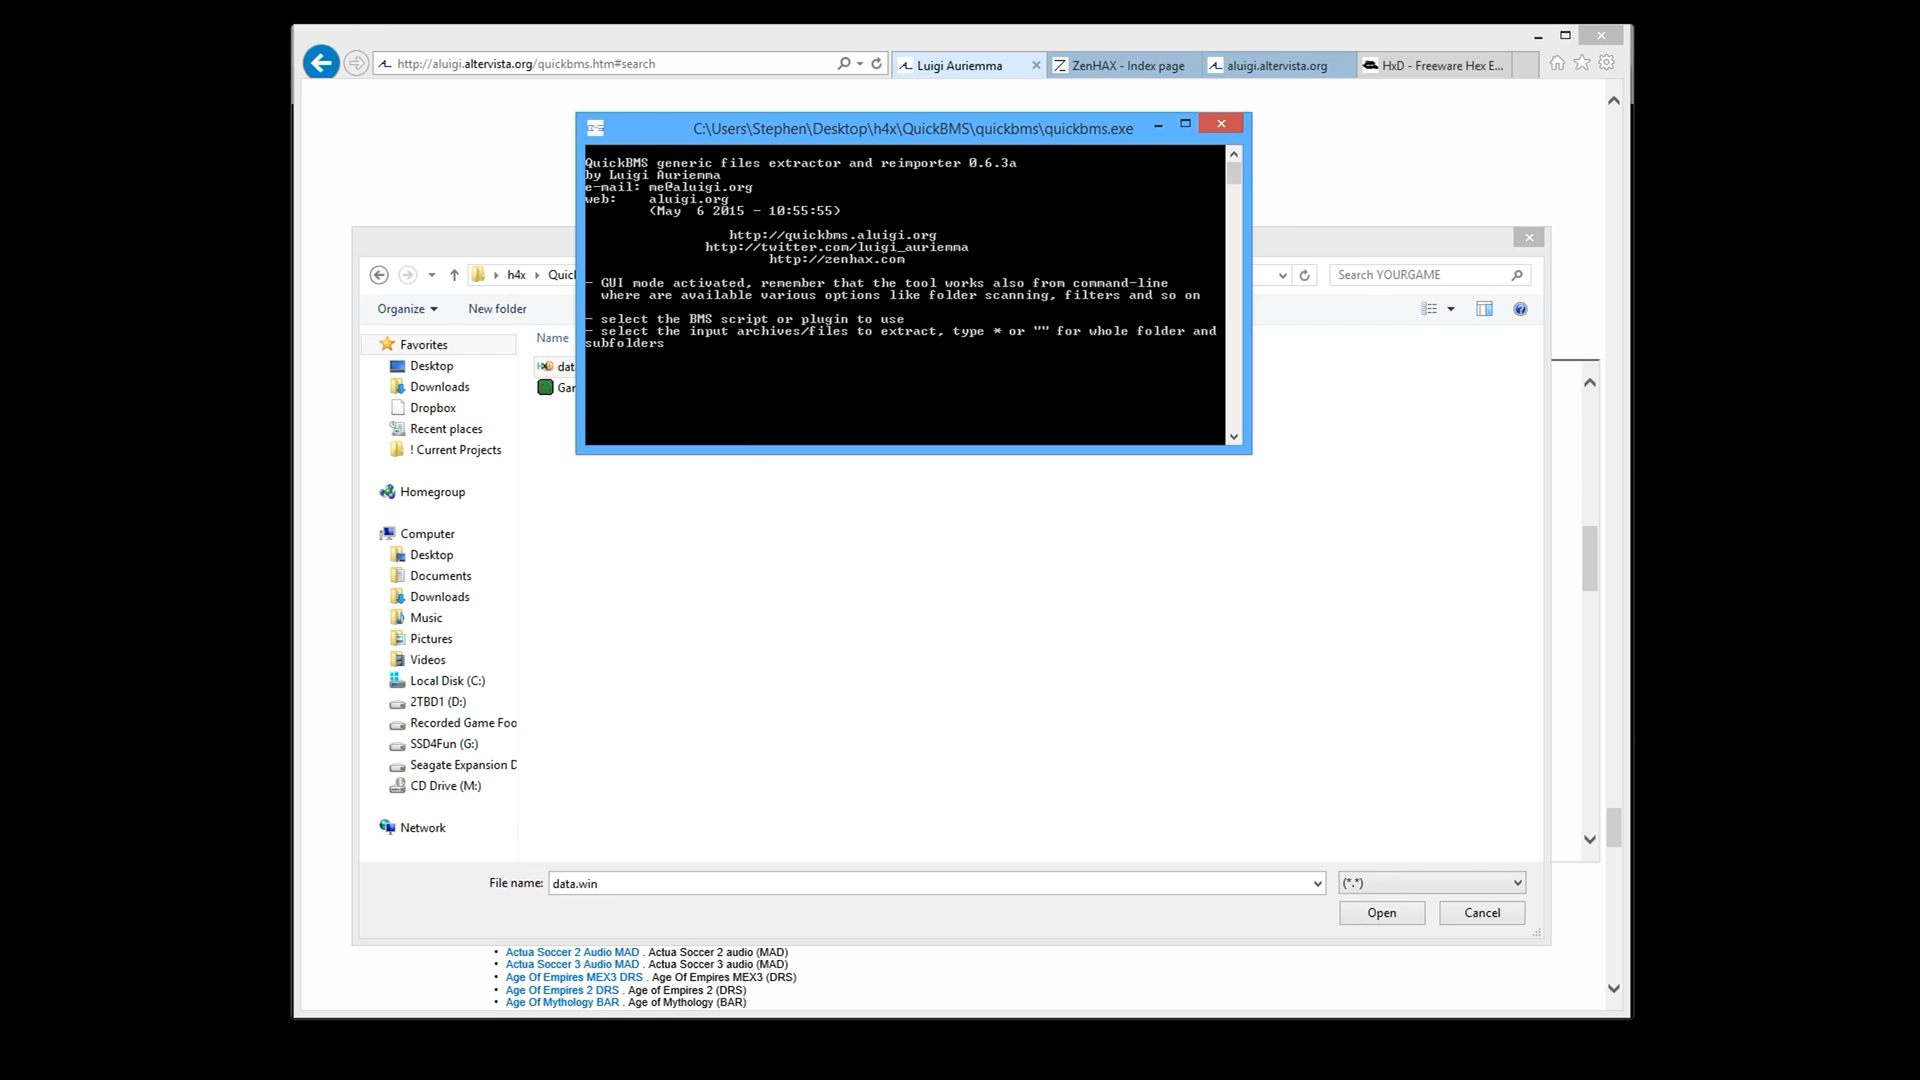 http://aluigi.altervista.org/quickbms.htm#search
Luigi Auriemma
ZenHAX - Index page
aluigi.altervista.org
HxD - Freeware Hex E...
C:\Users\Stephen\Desktop\h4x\QuickBMS\quickbms\quickbms.exe
QuickBMS generic files extractor and reimporter 0.6.3a
by Luigi Auriemma
e-mail: me@aluigi.org
web: aluigi.org
(May 6 2015 - 10:55:55)
http://quickbms.aluigi.org
http://twitter.com/luigi_auriemma
http://zenhax.com
- GUI mode activated, remember that the tool works also from command-line
where are available various options like folder scanning, filters and so on
- select the BMS script or plugin to use
- select the input archives/files to extract, type * or "" for whole folder and
subfolders
h4x
Quick
Search YOURGAME
Organize
New folder
Name
dat
Gar
Favorites
Desktop
Downloads
Dropbox
Recent places
! Current Projects
Homegroup
Computer
Desktop
Documents
Downloads
Music
Pictures
Videos
Local Disk (C:)
2TBD1 (D:)
Recorded Game Foo
SSD4Fun (G:)
Seagate Expansion D
CD Drive (M:)
Network
File name: data.win
(*.*)
Open
Cancel
• Actua Soccer 2 Audio MAD . Actua Soccer 2 audio (MAD)
• Actua Soccer 3 Audio MAD . Actua Soccer 3 audio (MAD)
• Age Of Empires MEX3 DRS . Age Of Empires MEX3 (DRS)
• Age Of Empires 2 DRS . Age of Empires 2 (DRS)
• Age Of Mythology BAR . Age of Mythology (BAR)